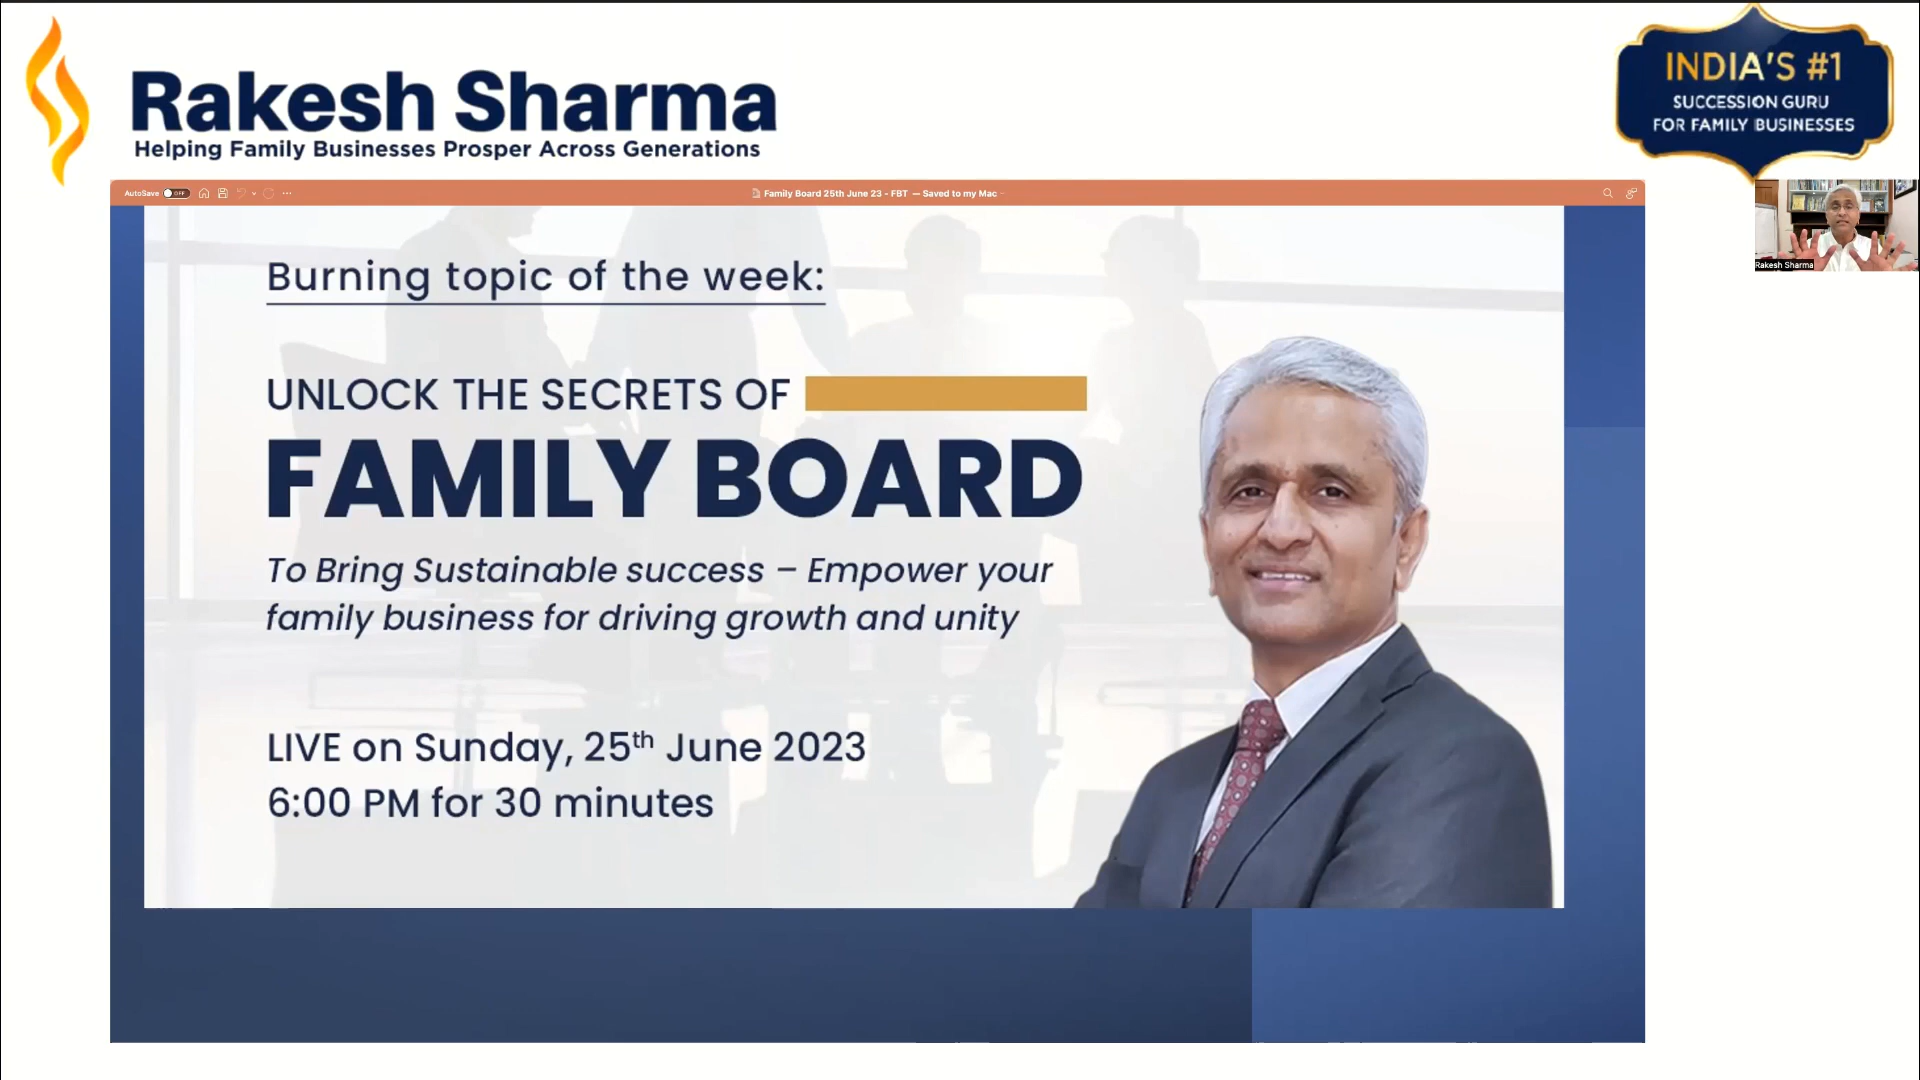 Rakesh Sharma
Helping Family Businesses Prosper Across Generations
INDIA'S #1
SUCCESSION GURU
FOR FAMILY BUSINESSES
AutoSave OFF
Family Board 25th June 23 - FBT — Saved to my Mac
Rakesh Sharma
Burning topic of the week:
UNLOCK THE SECRETS OF
FAMILY BOARD
To Bring Sustainable success – Empower your
family business for driving growth and unity
LIVE on Sunday, 25th June 2023
6:00 PM for 30 minutes